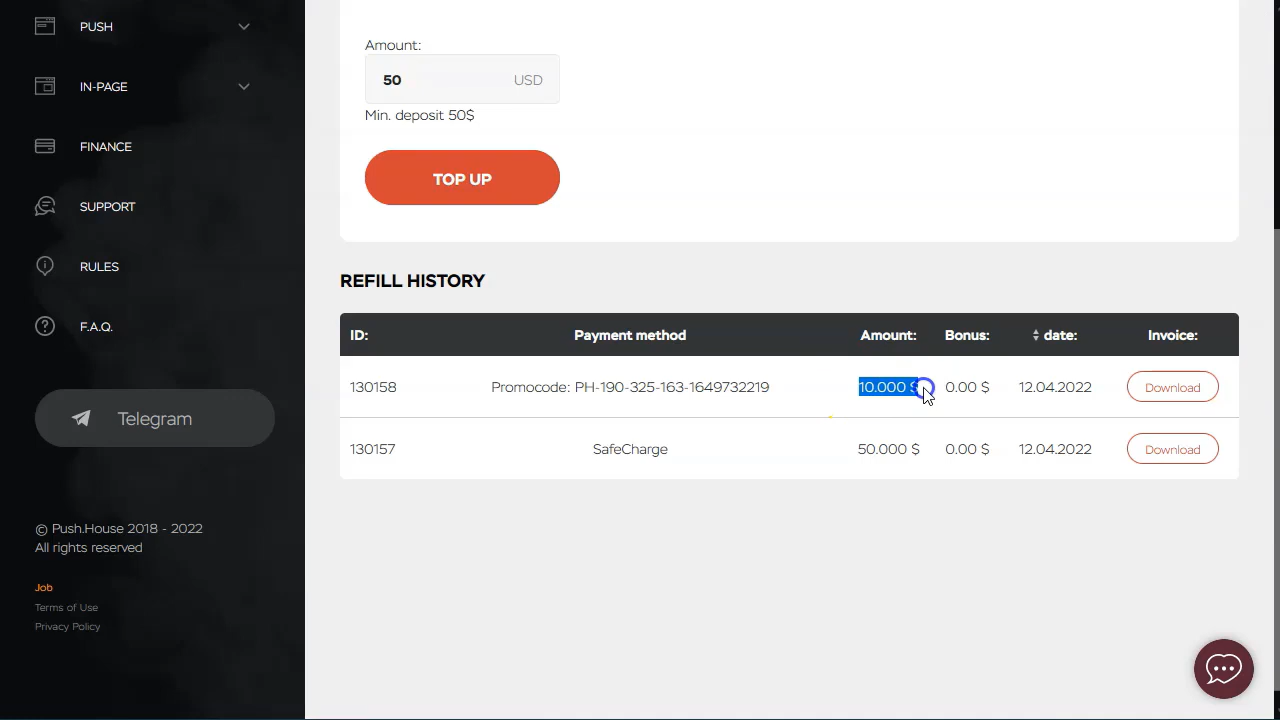 PUSH
IN-PAGE
FINANCE
SUPPORT
RULES
F.A.Q.
Telegram
© Push.House 2018 - 2022
All rights reserved
Job
Terms of Use
Privacy Policy
Amount:
50 USD
Min. deposit 50$
TOP UP
REFILL HISTORY
ID: Payment method Amount: Bonus: date: Invoice:
130158 Promocode: PH-190-325-163-1649732219 10.000 $ 0.00 $ 12.04.2022 Download
130157 SafeCharge 50.000 $ 0.00 $ 12.04.2022 Download